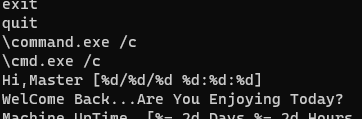 exit
quit
\command.exe /c
\cmd.exe /c
Hi,Master [%d/%d/%d %d:%d:%d]
WelCome Back...Are You Enjoying Today?
Machine UpTime  [%-.2d Days %-.2d Hours